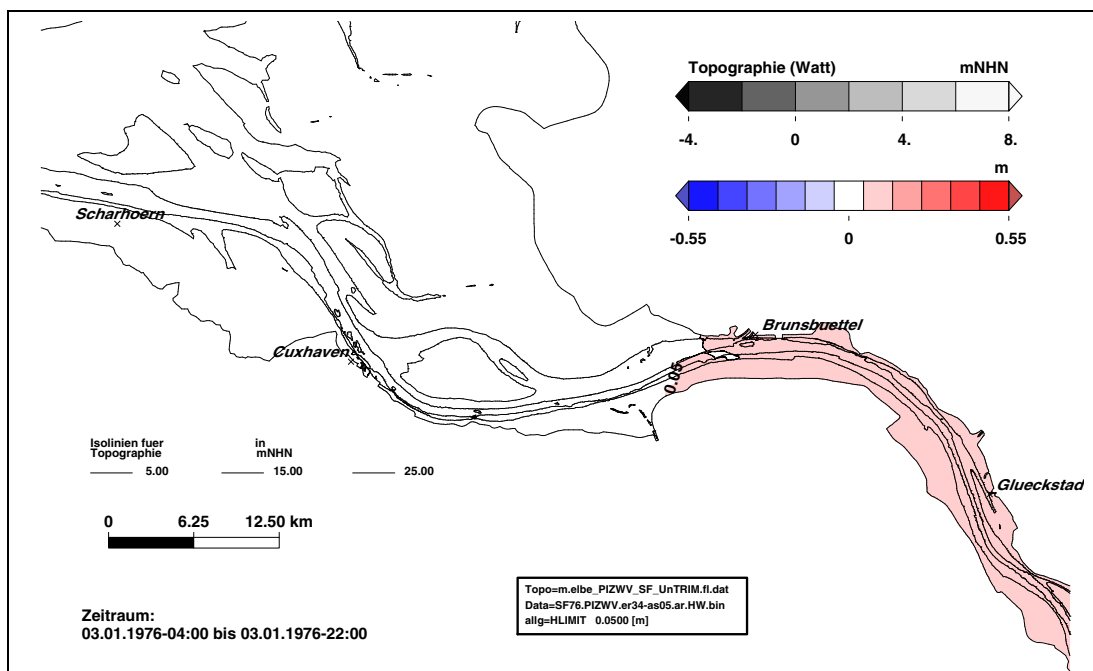 Topographie (Watt) mNHN
-4. 0 4. 8.
m
-0.55 0 0.55
Scharhoern
Brunsbuettel
Cuxhaven
0.05
Glueckstad
Isolinien fuer in
Topographie mNHN
5.00 15.00 25.00
0 6.25 12.50 km
Topo=m.elbe_PIZWV_SF_UnTRIM.fl.dat
Data=SF76.PIZWV.er34-as05.ar.HW.bin
allg=HLIMIT 0.0500 [m]
Zeitraum:
03.01.1976-04:00 bis 03.01.1976-22:00